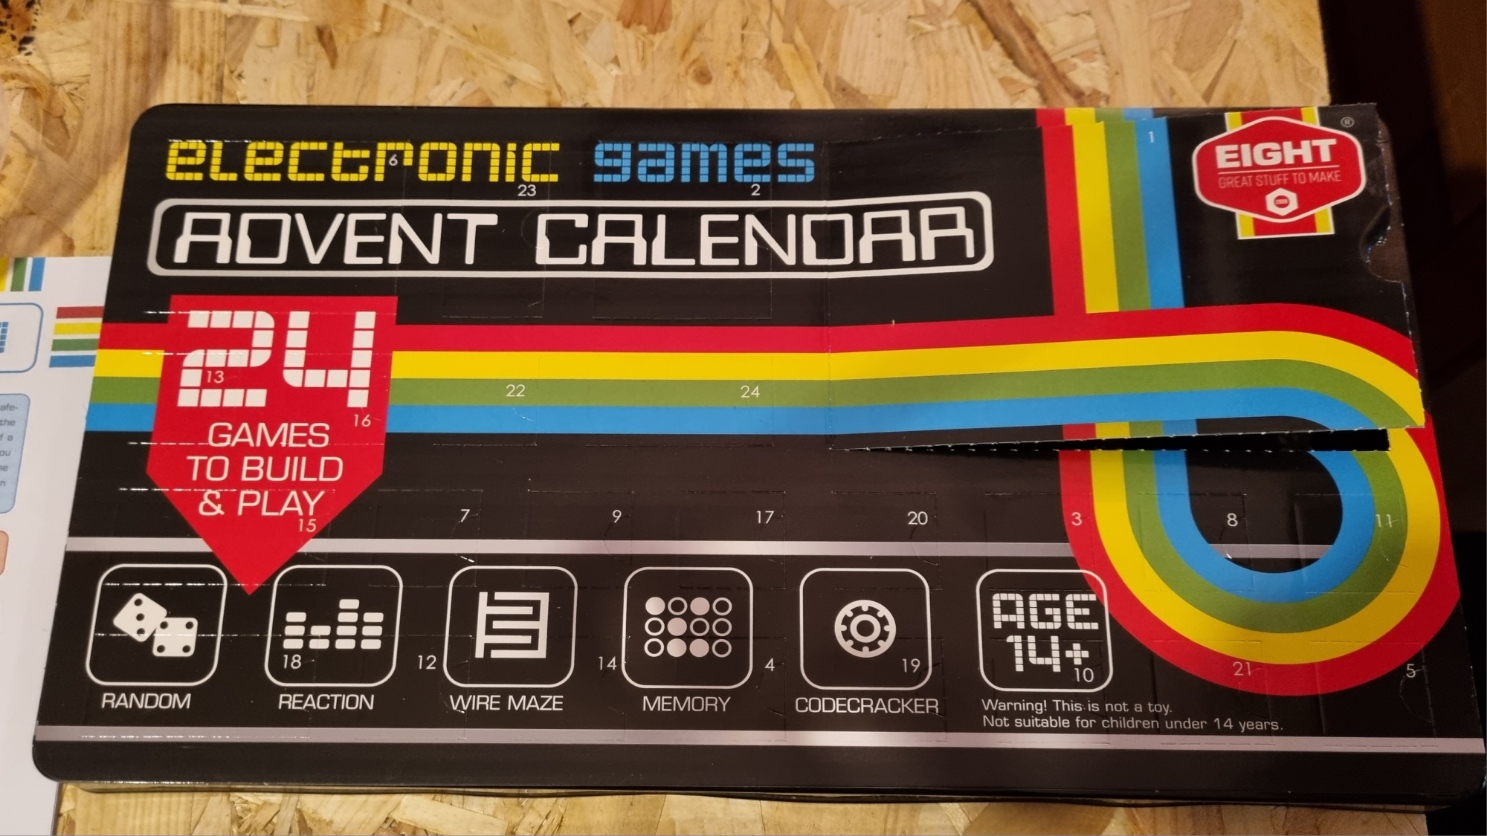 electronic games
6
23
2
1
ADVENT CALENDAR
EIGHT
®
GREAT STUFF TO MAKE
24
13
16
22
24
GAMES
TO BUILD
& PLAY
15
7
9
17
20
3
8
11
18
12
14
4
19
AGE
14+
10
21
5
RANDOM
REACTION
WIRE MAZE
MEMORY
CODECRACKER
Warning! This is not a toy.
Not suitable for children under 14 years.
the